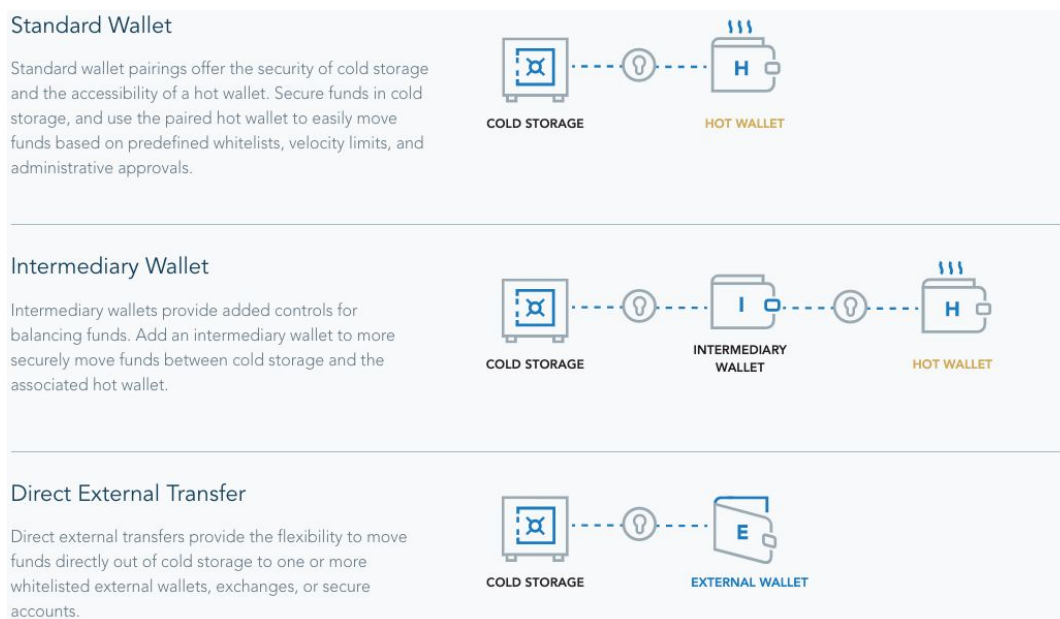 Standard Wallet
Standard wallet pairings offer the security of cold storage
and the accessibility of a hot wallet. Secure funds in cold
storage, and use the paired hot wallet to easily move
funds based on predefined whitelists, velocity limits, and
administrative approvals.
H
COLD STORAGE
HOT WALLET
Intermediary Wallet
Intermediary wallets provide added controls for
balancing funds. Add an intermediary wallet to more
securely move funds between cold storage and the
associated hot wallet.
I
H
COLD STORAGE
INTERMEDIARY
WALLET
HOT WALLET
Direct External Transfer
Direct external transfers provide the flexibility to move
funds directly out of cold storage to one or more
whitelisted external wallets, exchanges, or secure
accounts.
E
COLD STORAGE
EXTERNAL WALLET